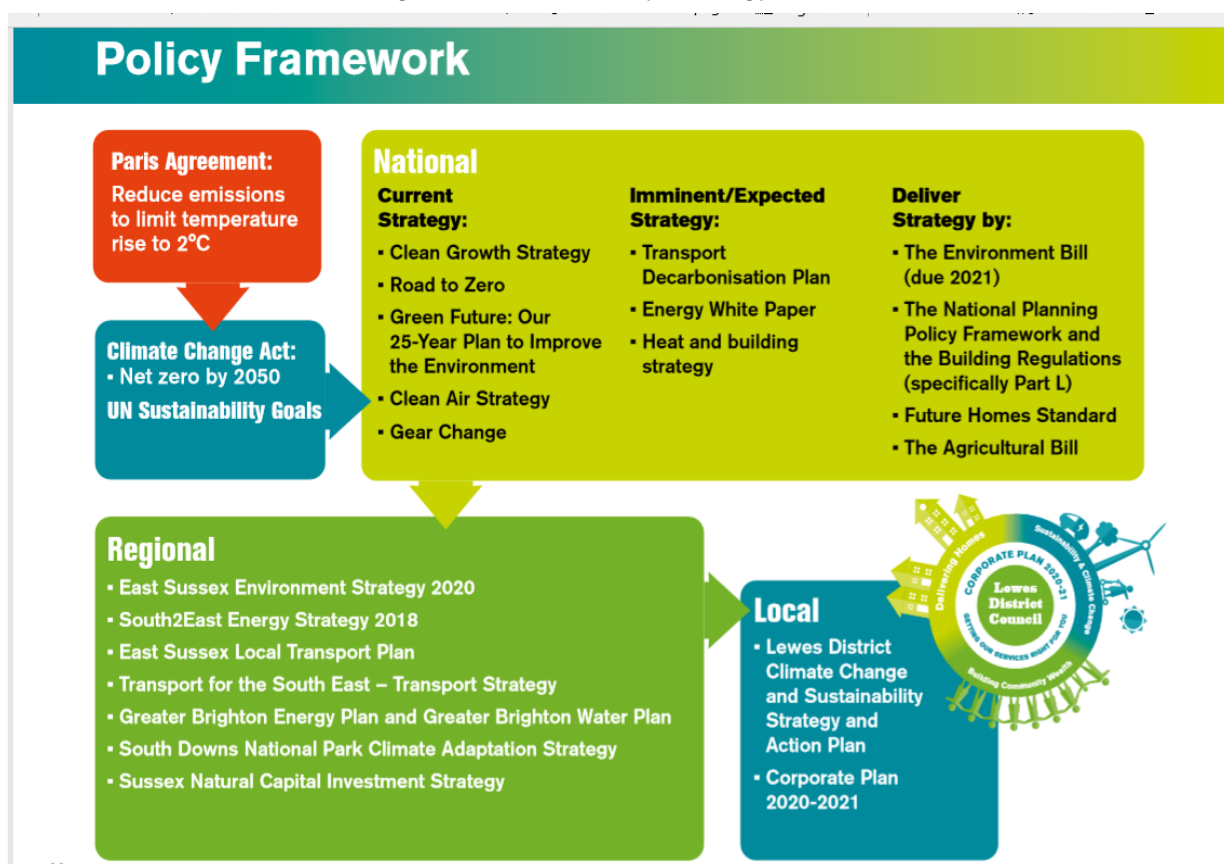 Policy Framework
Paris Agreement:
Reduce emissions
to limit temperature
rise to 2°C
Climate Change Act:
▪ Net zero by 2050
UN Sustainability Goals
National
Current
Strategy:
▪ Clean Growth Strategy
▪ Road to Zero
▪ Green Future: Our
25-Year Plan to Improve
the Environment
▪ Clean Air Strategy
▪ Gear Change
Imminent/Expected
Strategy:
▪ Transport
Decarbonisation Plan
▪ Energy White Paper
▪ Heat and building
strategy
Deliver
Strategy by:
▪ The Environment Bill
(due 2021)
▪ The National Planning
Policy Framework and
the Building Regulations
(specifically Part L)
▪ Future Homes Standard
▪ The Agricultural Bill
Regional
▪ East Sussex Environment Strategy 2020
▪ South2East Energy Strategy 2018
▪ East Sussex Local Transport Plan
▪ Transport for the South East – Transport Strategy
▪ Greater Brighton Energy Plan and Greater Brighton Water Plan
▪ South Downs National Park Climate Adaptation Strategy
▪ Sussex Natural Capital Investment Strategy
Local
▪ Lewes District
Climate Change
and Sustainability
Strategy and
Action Plan
▪ Corporate Plan
2020-2021
Delivering Homes
Sustainability & Climate Change
Building Community Wealth
CORPORATE PLAN 2020-21
GETTING OUR SERVICES RIGHT FOR YOU
Lewes
District
Council